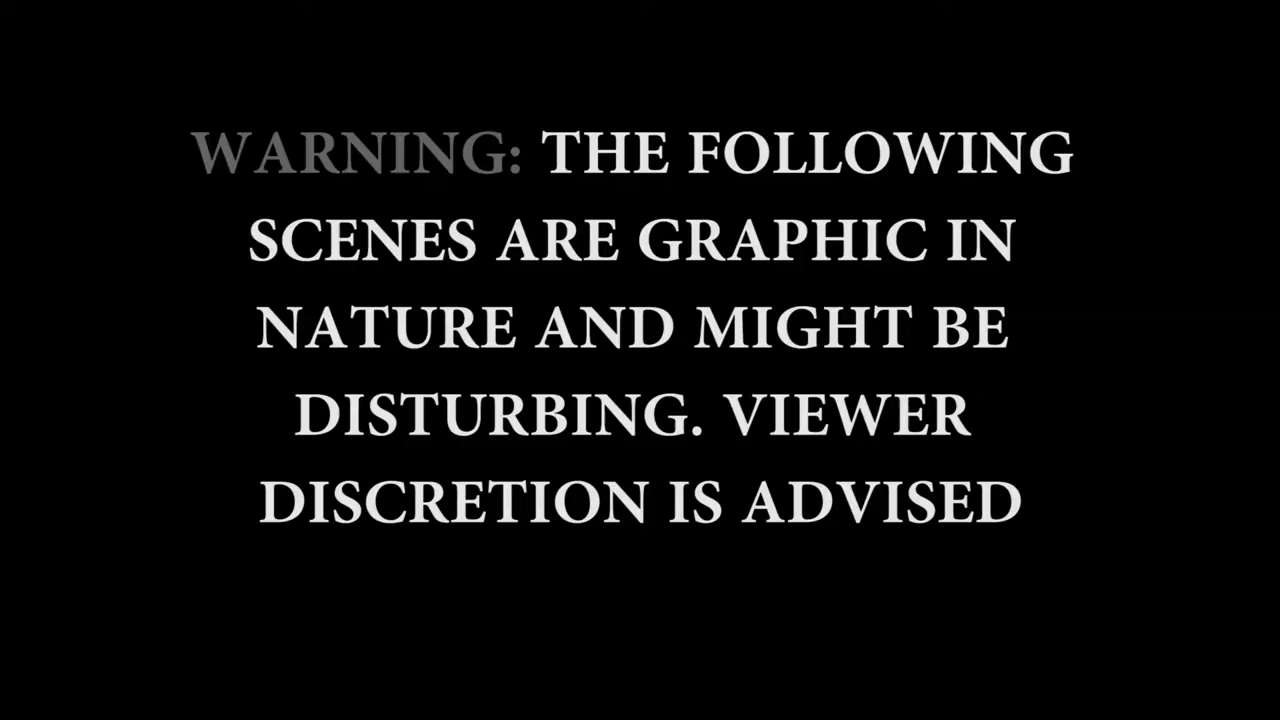 WARNING: THE FOLLOWING
SCENES ARE GRAPHIC IN
NATURE AND MIGHT BE
DISTURBING. VIEWER
DISCRETION IS ADVISED